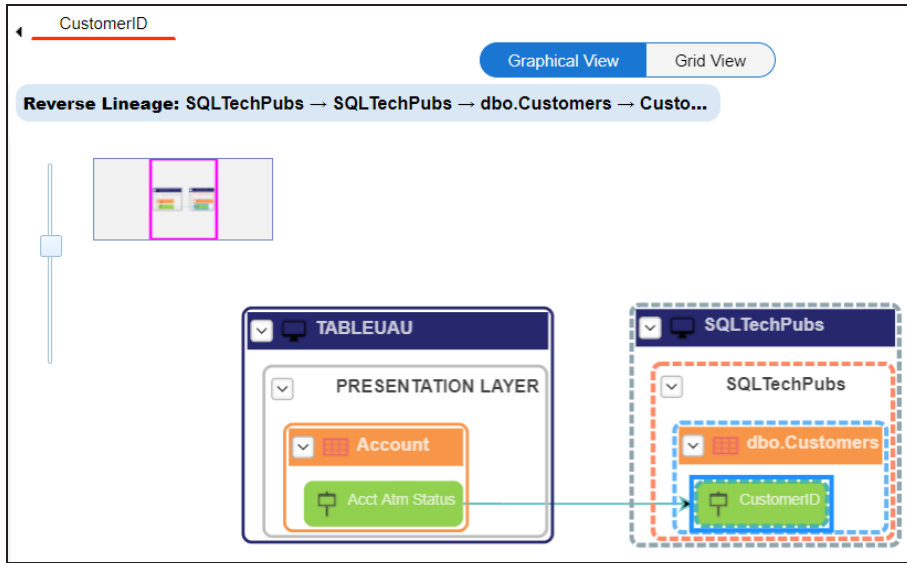 CustomerID
Graphical View
Grid View
Reverse Lineage: SQLTechPubs → SQLTechPubs → dbo.Customers → Custo...
TABLEUAU
SQLTechPubs
PRESENTATION LAYER
SQLTechPubs
Account
dbo.Customers
Acct Atm Status
CustomerID